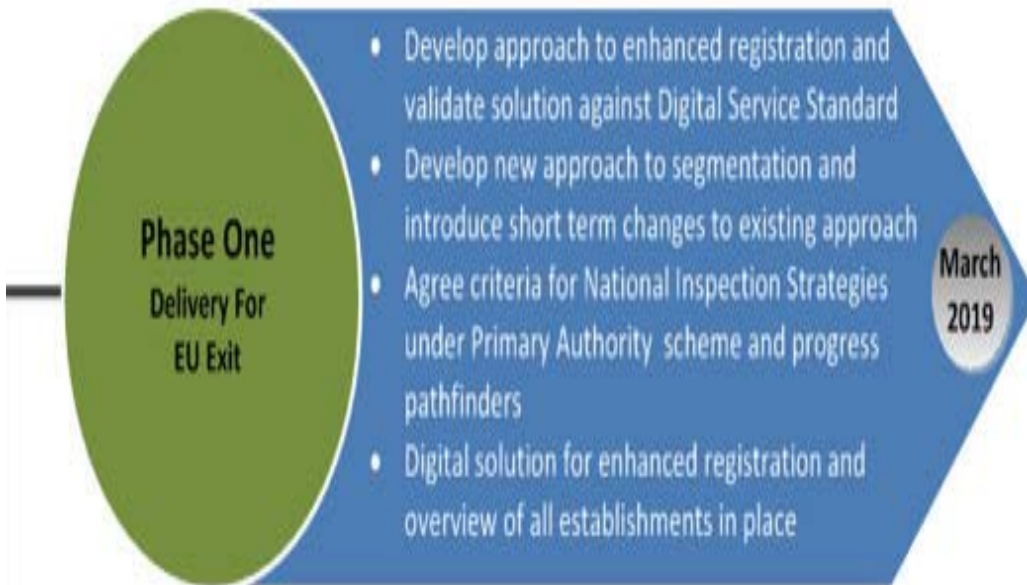 Phase One
Delivery For
EU Exit
• Develop approach to enhanced registration and
validate solution against Digital Service Standard
• Develop new approach to segmentation and
introduce short term changes to existing approach
• Agree criteria for National Inspection Strategies
under Primary Authority scheme and progress
pathfinders
• Digital solution for enhanced registration and
overview of all establishments in place
March
2019